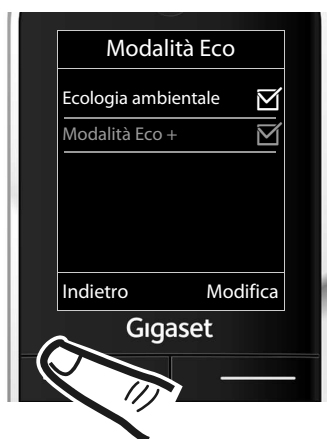 Modalità Eco
Ecologia ambientale
Modalità Eco +
Indietro Modifica
Gigaset